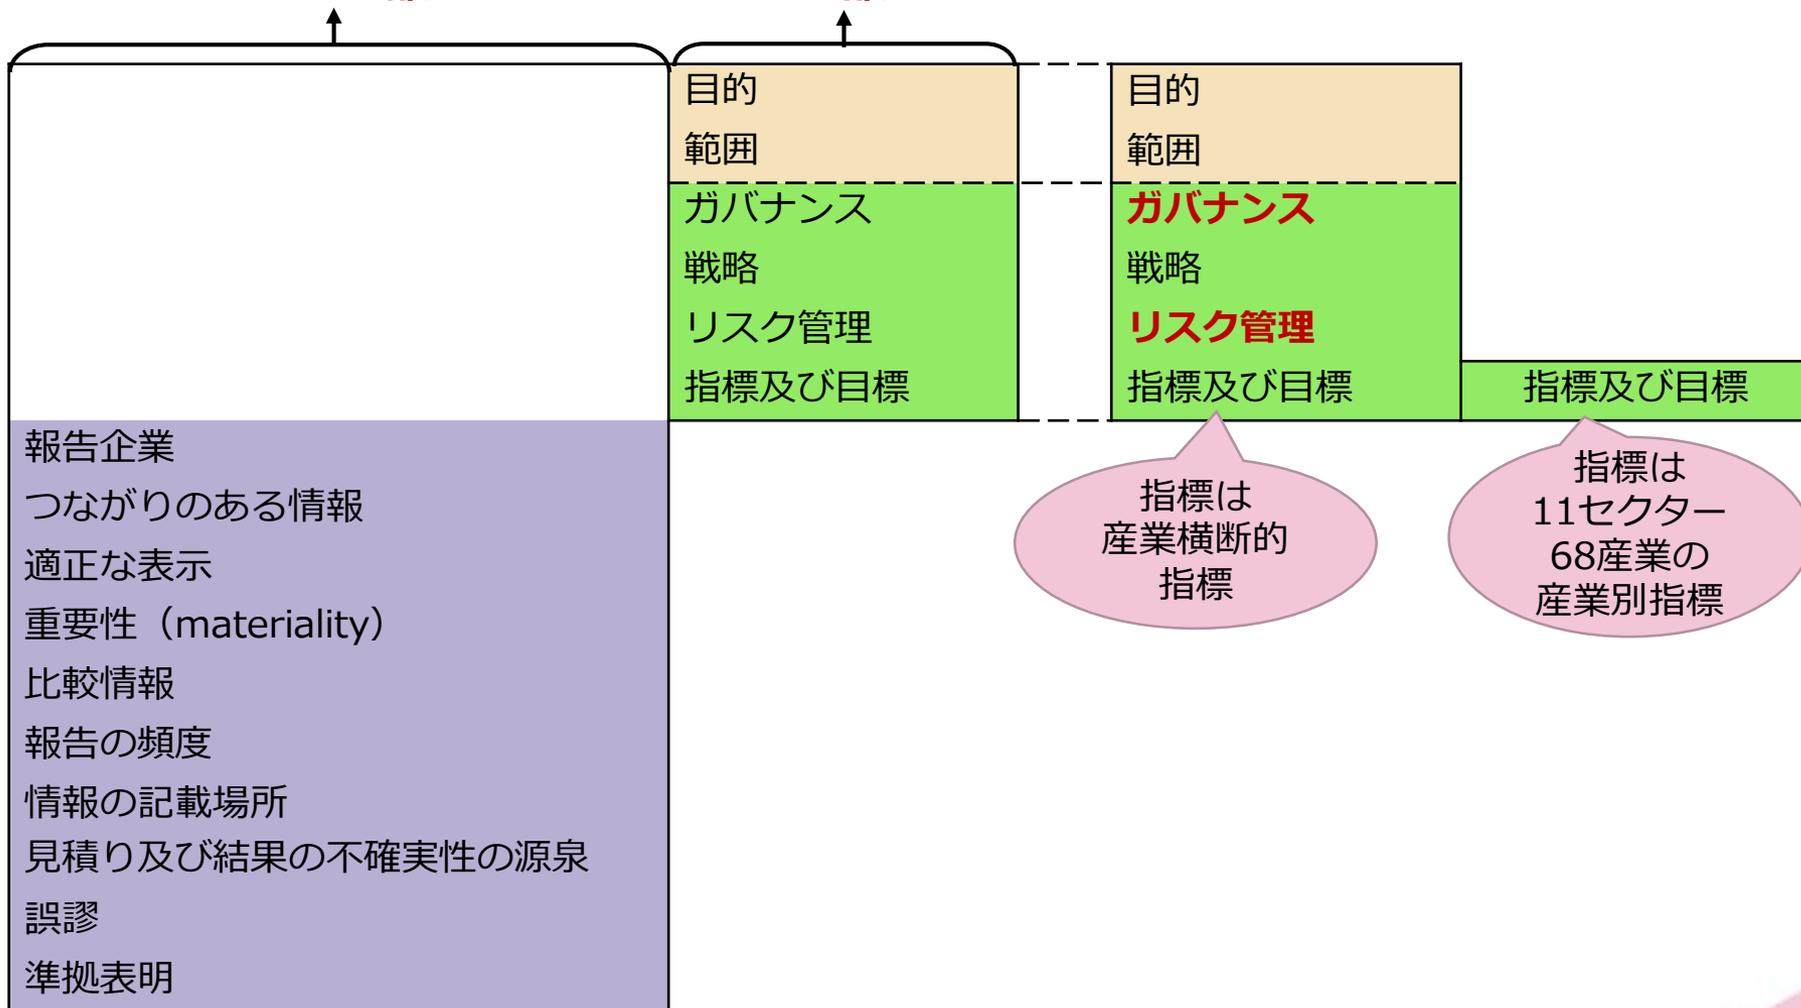 目的
範囲
ガバナンス
戦略
リスク管理
指標及び目標
目的
範囲
ガバナンス
戦略
リスク管理
指標及び目標
指標及び目標
指標は
産業横断的
指標
指標は
11セクター
68産業の
産業別指標
報告企業
つながりのある情報
適正な表示
重要性（materiality）
比較情報
報告の頻度
情報の記載場所
見積り及び結果の不確実性の源泉
誤謬
準拠表明